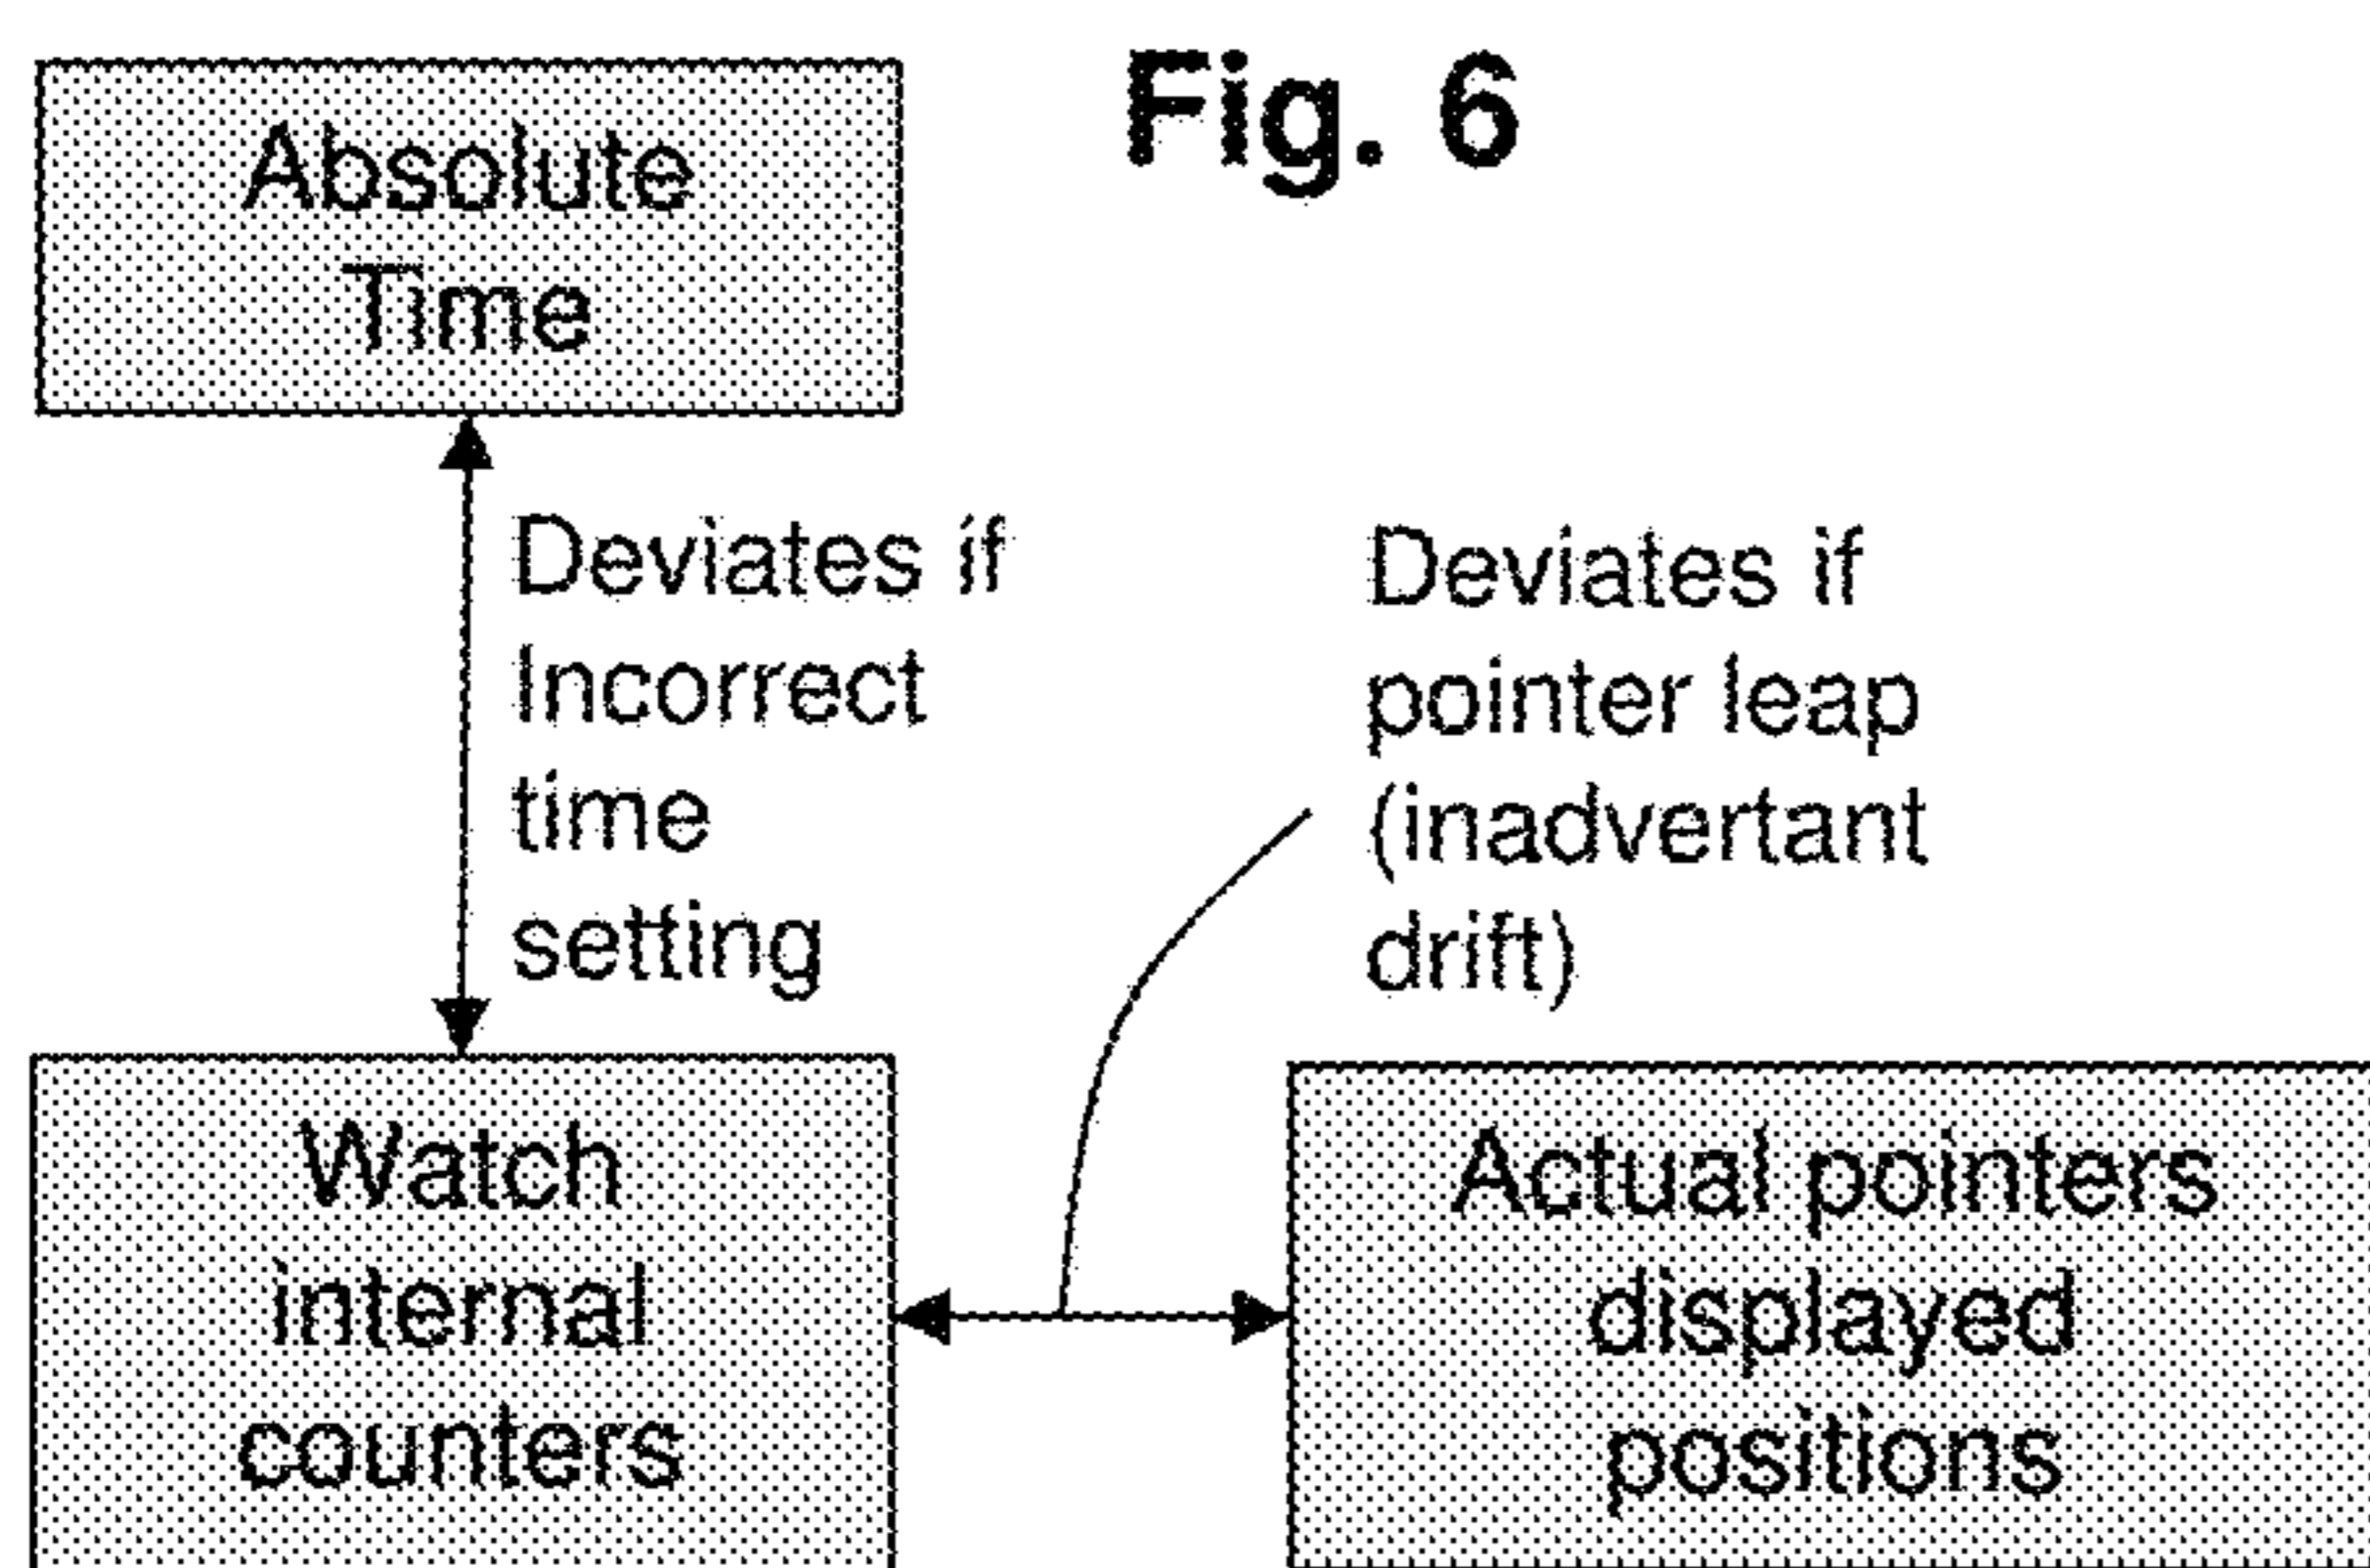 Fig. 6
Absolute
Time
Deviates if
Incorrect
time
setting
Deviates if
pointer leap
(inadvertant
drift)
Watch
internal
counters
Actual pointers
displayed
positions